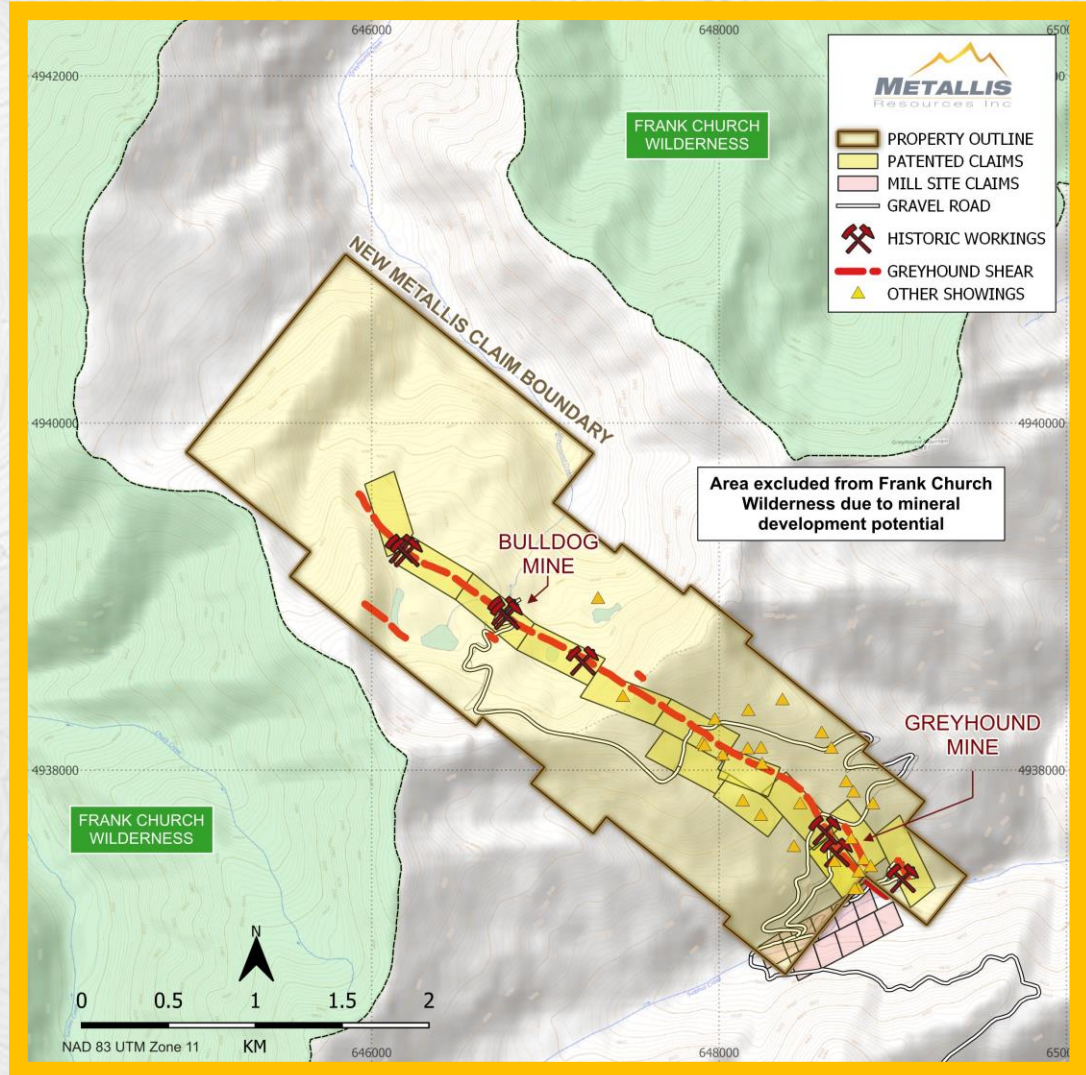 646000
648000
4942000
METALLIS
Resources Inc
PROPERTY OUTLINE
PATENTED CLAIMS
MILL SITE CLAIMS
GRAVEL ROAD
HISTORIC WORKINGS
GREYHOUND SHEAR
OTHER SHOWINGS
FRANK CHURCH
WILDERNESS
NEW METALLIS CLAIM BOUNDARY
4940000
4940000
Area excluded from Frank Church
Wilderness due to mineral
development potential
BULLDOG
MINE
GREYHOUND
MINE
4938000
4938000
FRANK CHURCH
WILDERNESS
N
0 0.5 1 1.5 2
KM
NAD 83 UTM Zone 11
646000
648000